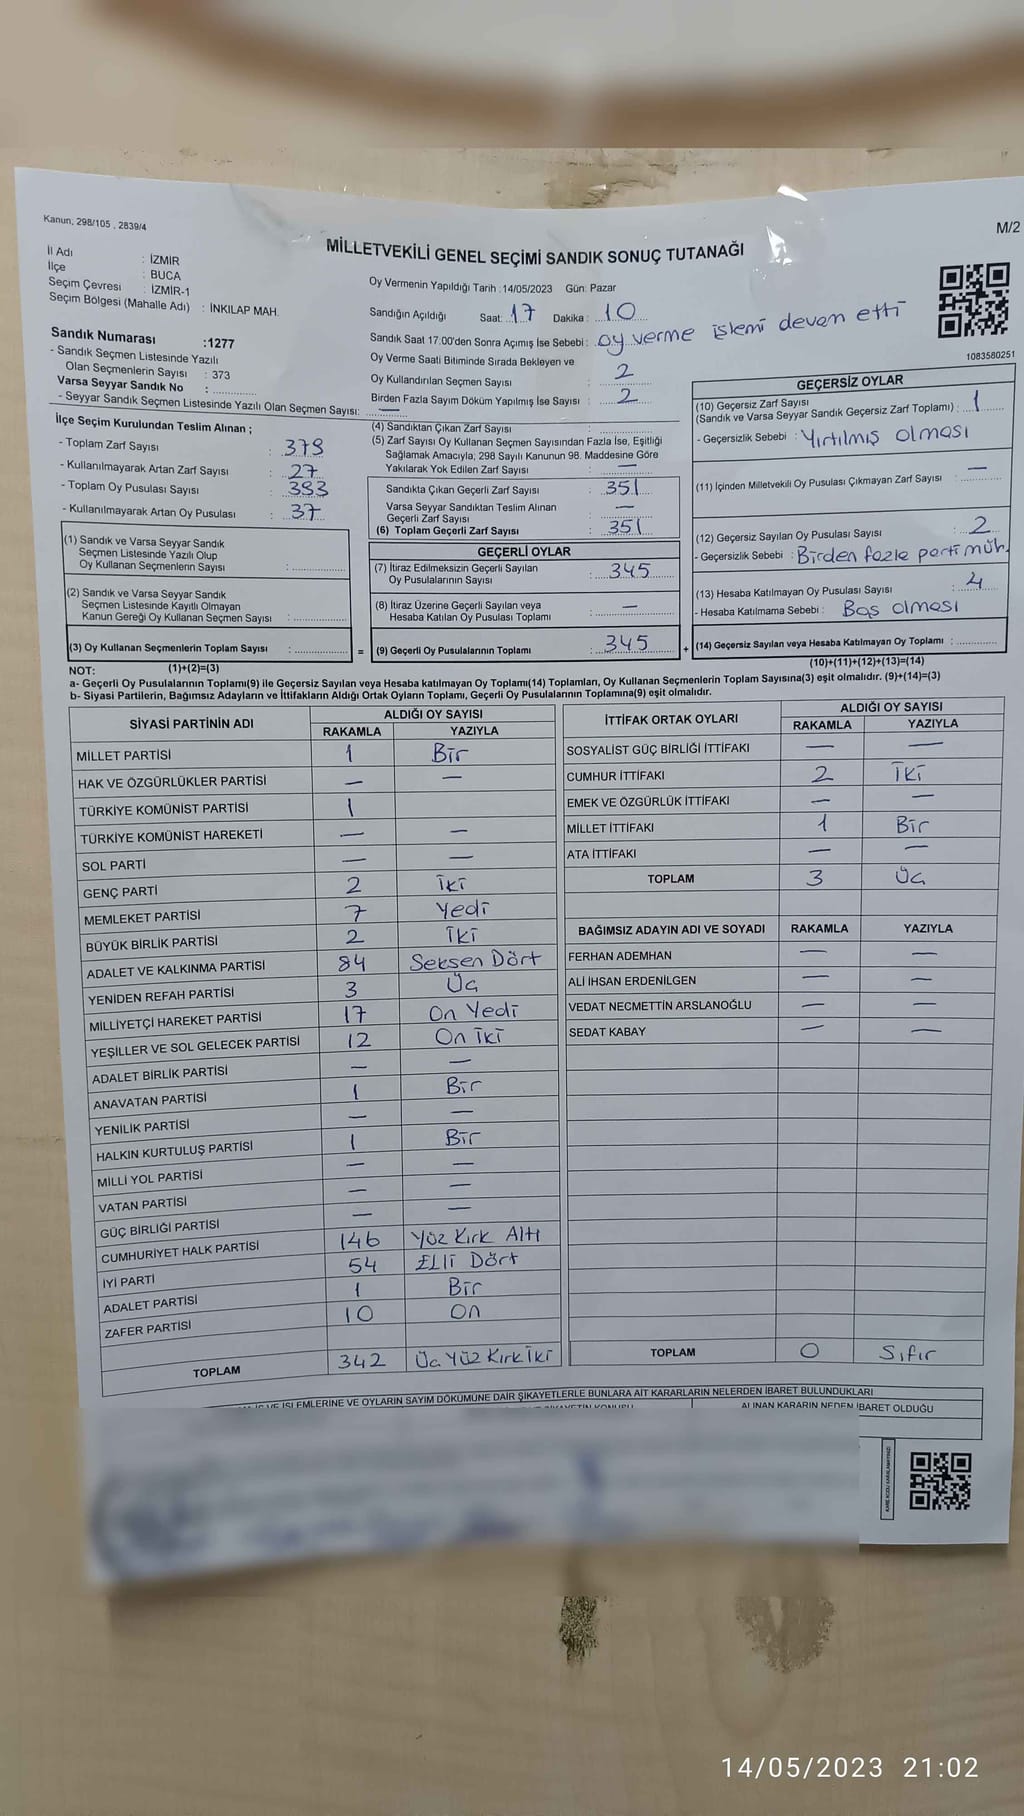 Kanun, 298/105 , 2839/4
M/2
MİLLETVEKİLİ GENEL SEÇİMİ SANDIK SONUÇ TUTANAĞI
İl Adı : İZMİR
İlçe : BUCA
Seçim Çevresi : İZMİR-1
Seçim Bölgesi (Mahalle Adı) : İNKILAP MAH.
Sandık Numarası :1277
- Sandık Seçmen Listesinde Yazılı
Olan Seçmenlerin Sayısı : 373
Varsa Seyyar Sandık No :
- Seyyar Sandık Seçmen Listesinde Yazılı Olan Seçmen Sayısı: —
Oy Vermenin Yapıldığı Tarih :14/05/2023 Gün: Pazar
Sandığın Açıldığı Saat: 17 Dakika : 10
Sandık Saat 17.00'den Sonra Açımış İse Sebebi : oy verme işlemi devam etti
Oy Verme Saati Bitiminde Sırada Bekleyen ve
Oy Kullandırılan Seçmen Sayısı : 2
Birden Fazla Sayım Döküm Yapılmış İse Sayısı : 2
1083580251
İlçe Seçim Kurulundan Teslim Alınan ;
- Toplam Zarf Sayısı : 378
- Kullanılmayarak Artan Zarf Sayısı : 27
- Toplam Oy Pusulası Sayısı : 383
- Kullanılmayarak Artan Oy Pusulası : 37
(1) Sandık ve Varsa Seyyar Sandık
Seçmen Listesinde Yazılı Olup
Oy Kullanan Seçmenlerın Sayısı :
(2) Sandık ve Varsa Seyyar Sandık
Seçmen Listesinde Kayıtlı Olmayan
Kanun Gereği Oy Kullanan Seçmen Sayısı :
(3) Oy Kullanan Seçmenlerin Toplam Sayısı :
(4) Sandıktan Çıkan Zarf Sayısı :
(5) Zarf Sayısı Oy Kullanan Seçmen Sayısından Fazla İse, Eşitliği
Sağlamak Amacıyla; 298 Sayılı Kanunun 98. Maddesine Göre
Yakılarak Yok Edilen Zarf Sayısı : —
Sandıkta Çıkan Geçerli Zarf Sayısı : 351
Varsa Seyyar Sandıktan Teslim Alınan
Geçerli Zarf Sayısı : —
(6) Toplam Geçerli Zarf Sayısı : 351
GEÇERLİ OYLAR
(7) İtiraz Edilmeksizin Geçerli Sayılan
Oy Pusulalarının Sayısı : 345
(8) İtiraz Üzerine Geçerli Sayılan veya
Hesaba Katılan Oy Pusulası Toplamı : —
= (9) Geçerli Oy Pusulalarının Toplamı : 345
GEÇERSİZ OYLAR
(10) Geçersiz Zarf Sayısı
(Sandık ve Varsa Seyyar Sandık Geçersiz Zarf Toplamı) : 1
- Geçersizlik Sebebi : Yırtılmış olması
(11) İçinden Milletvekili Oy Pusulası Çıkmayan Zarf Sayısı : —
(12) Geçersiz Sayılan Oy Pusulası Sayısı : 2
- Geçersizlik Sebebi : Birden fazla parti müh.
(13) Hesaba Katılmayan Oy Pusulası Sayısı : 4
- Hesaba Katılmama Sebebi : Boş olması
+ (14) Geçersiz Sayılan veya Hesaba Katılmayan Oy Toplamı :
NOT: (1)+(2)=(3)
(10)+(11)+(12)+(13)=(14)
a- Geçerli Oy Pusulalarının Toplamı(9) ile Geçersiz Sayılan veya Hesaba katılmayan Oy Toplamı(14) Toplamları, Oy Kullanan Seçmenlerin Toplam Sayısına(3) eşit olmalıdır. (9)+(14)=(3)
b- Siyasi Partilerin, Bağımsız Adayların ve İttifakların Aldığı Ortak Oyların Toplamı, Geçerli Oy Pusulalarının Toplamına(9) eşit olmalıdır.
SİYASİ PARTİNİN ADI ALDIĞI OY SAYISI
RAKAMLA YAZIYLA
MİLLET PARTİSİ 1 Bir
HAK VE ÖZGÜRLÜKLER PARTİSİ — —
TÜRKİYE KOMÜNİST PARTİSİ 1
TÜRKİYE KOMÜNİST HAREKETİ — —
SOL PARTİ — —
GENÇ PARTİ 2 İki
MEMLEKET PARTİSİ 7 Yedi
BÜYÜK BİRLİK PARTİSİ 2 İki
ADALET VE KALKINMA PARTİSİ 84 Seksen Dört
YENİDEN REFAH PARTİSİ 3 Üç
MİLLİYETÇİ HAREKET PARTİSİ 17 On Yedi
YEŞİLLER VE SOL GELECEK PARTİSİ 12 On İki
ADALET BİRLİK PARTİSİ — —
ANAVATAN PARTİSİ 1 Bir
YENİLİK PARTİSİ — —
HALKIN KURTULUŞ PARTİSİ 1 Bir
MİLLİ YOL PARTİSİ — —
VATAN PARTİSİ — —
GÜÇ BİRLİĞİ PARTİSİ — —
CUMHURİYET HALK PARTİSİ 146 Yüz Kırk Altı
İYİ PARTİ 54 Elli Dört
ADALET PARTİSİ 1 Bir
ZAFER PARTİSİ 10 On
TOPLAM 342 Üç Yüz Kırk İki
İTTİFAK ORTAK OYLARI ALDIĞI OY SAYISI
RAKAMLA YAZIYLA
SOSYALİST GÜÇ BİRLİĞİ İTTİFAKI — —
CUMHUR İTTİFAKI 2 İki
EMEK VE ÖZGÜRLÜK İTTİFAKI — —
MİLLET İTTİFAKI 1 Bir
ATA İTTİFAKI — —
TOPLAM 3 Üç
BAĞIMSIZ ADAYIN ADI VE SOYADI RAKAMLA YAZIYLA
FERHAN ADEMHAN — —
ALİ İHSAN ERDENİLGEN — —
VEDAT NECMETTİN ARSLANOĞLU — —
SEDAT KABAY — —
TOPLAM 0 Sıfır
İŞLEMLERİNE VE OYLARIN SAYIM DÖKÜMÜNE DAİR ŞİKAYETLERLE BUNLARA AİT KARARLARIN NELERDEN İBARET BULUNDUKLARI
ALINAN KARARIN NEDEN İBARET OLDUĞU
14/05/2023 21:02